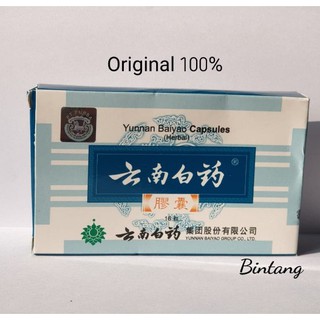 Original 100%
Yunnan Baiyao Capsules
(Herbal)
云南白药®
膠囊
16粒
云南白药 集团股份有限公司
YUNNAN BAIYAO GROUP CO., LTD.
Bintang